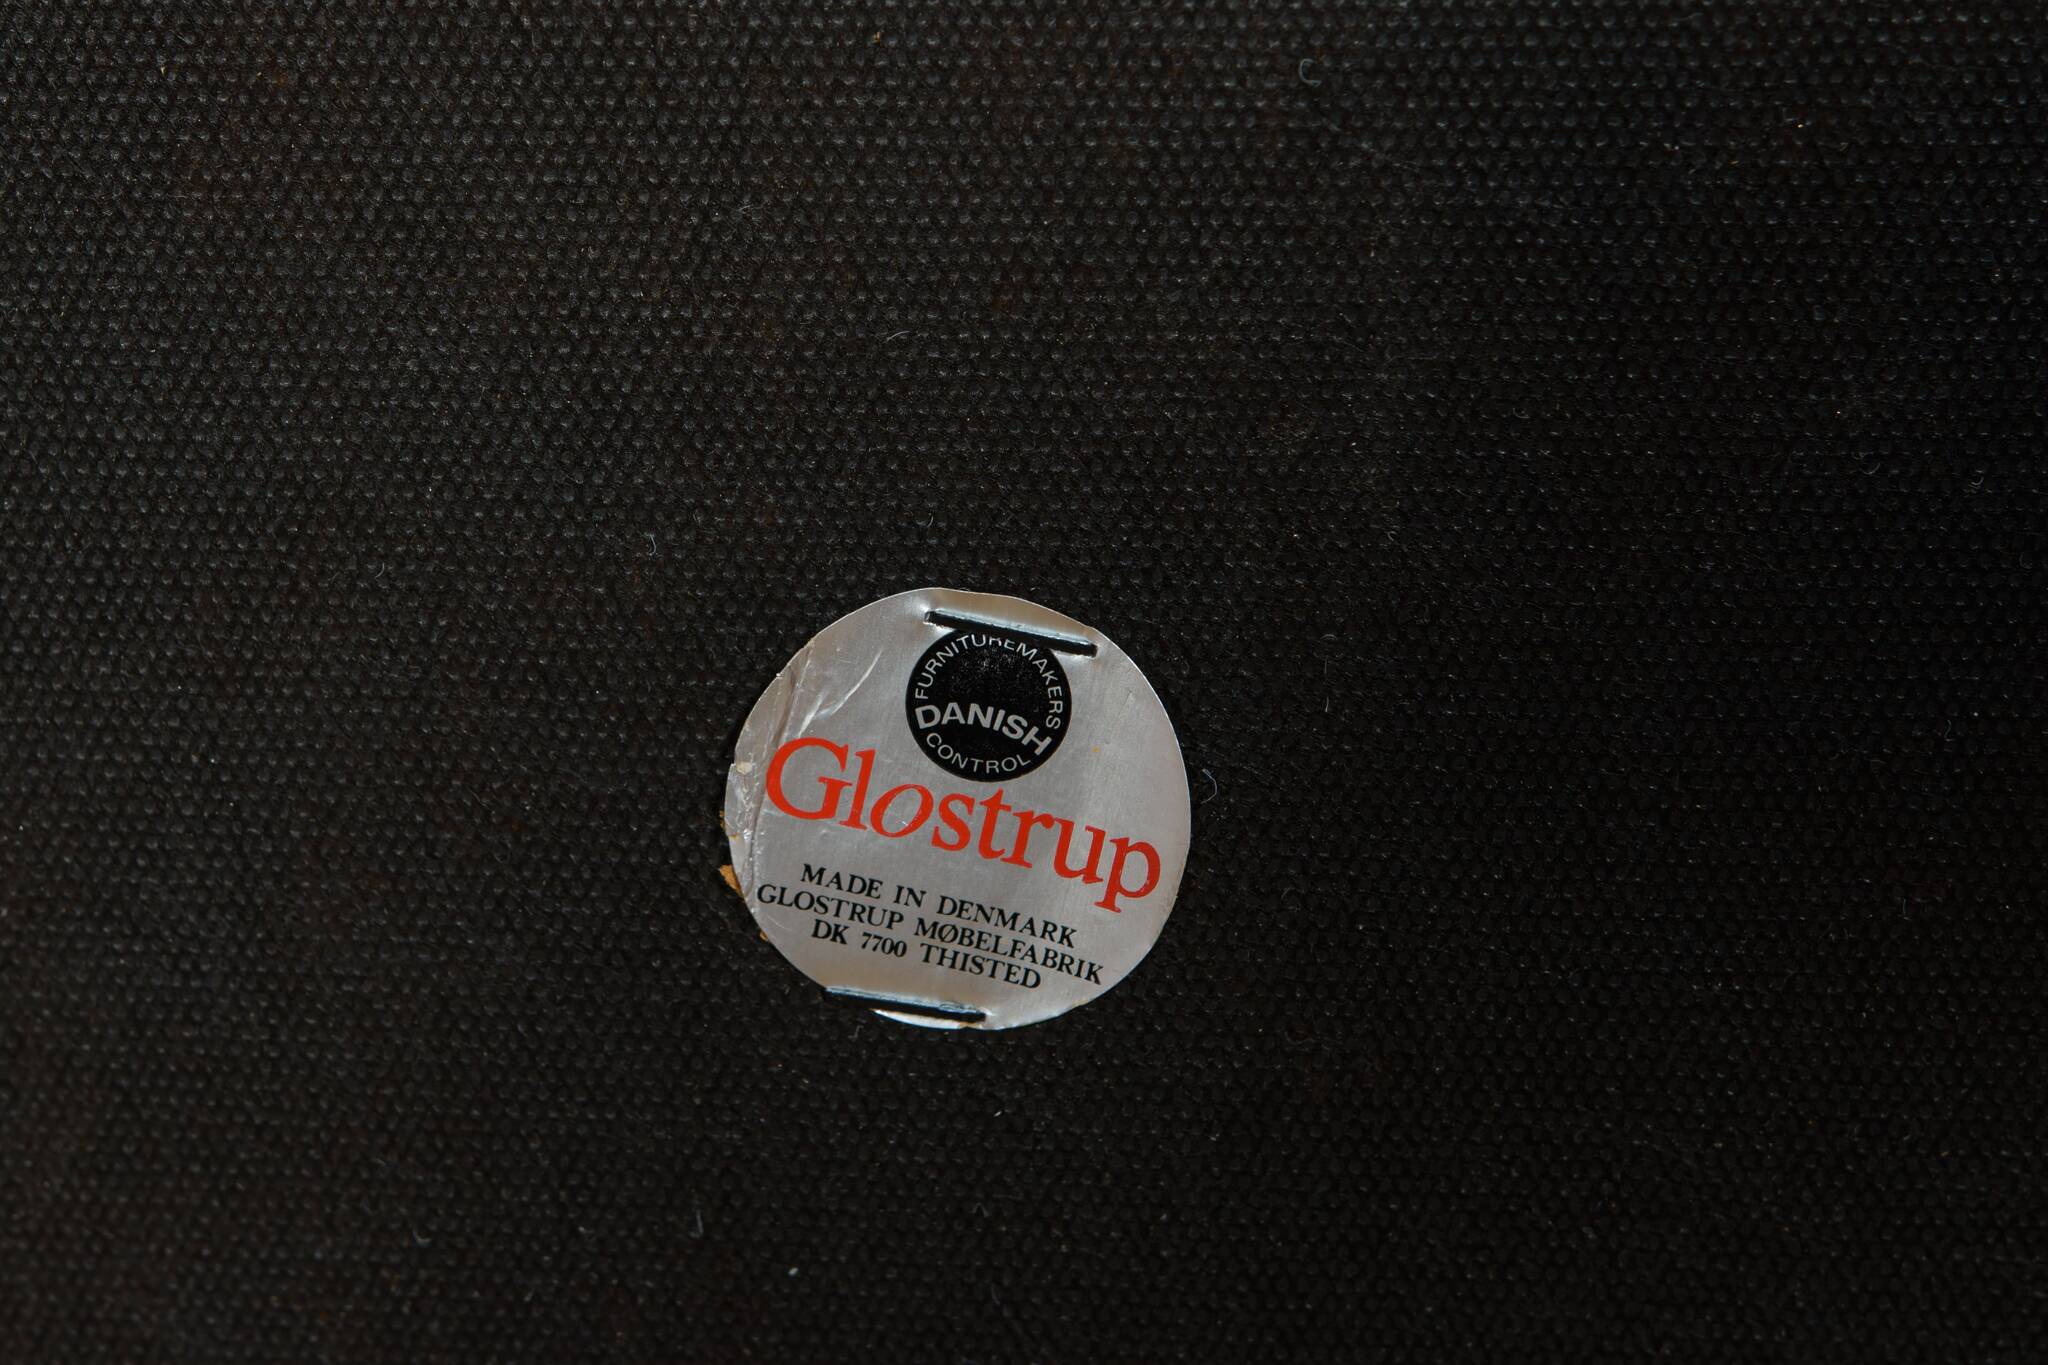 FURNITUREMAKERS
DANISH
CONTROL
Glostrup
MADE IN DENMARK
GLOSTRUP MØBELFABRIK
DK 7700 THISTED